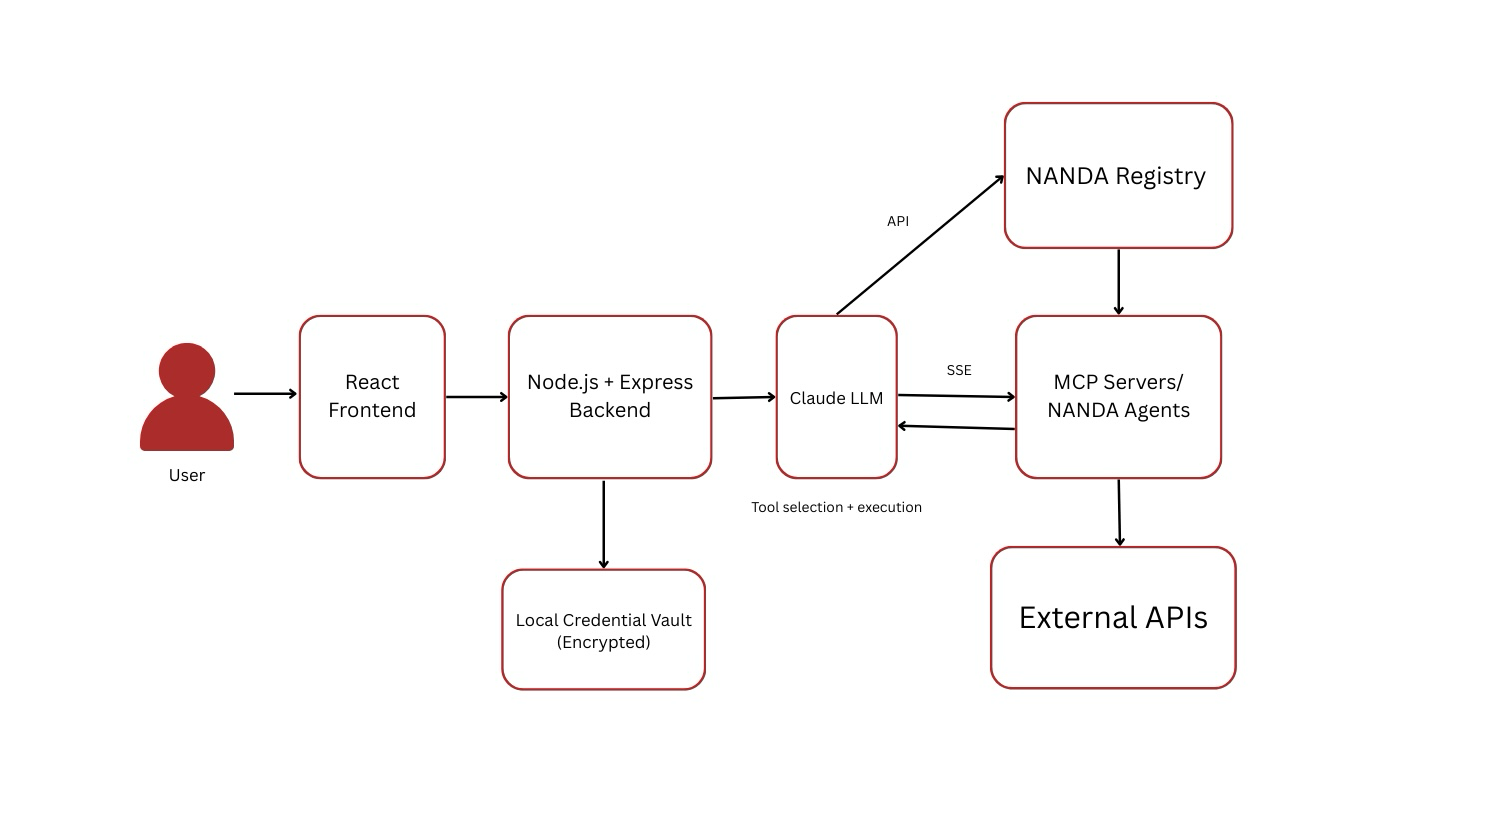 NANDA Registry
API
React
Frontend
Node.js + Express
Backend
Claude LLM
SSE
MCP Servers/
NANDA Agents
User
Tool selection + execution
Local Credential Vault
(Encrypted)
External APIs